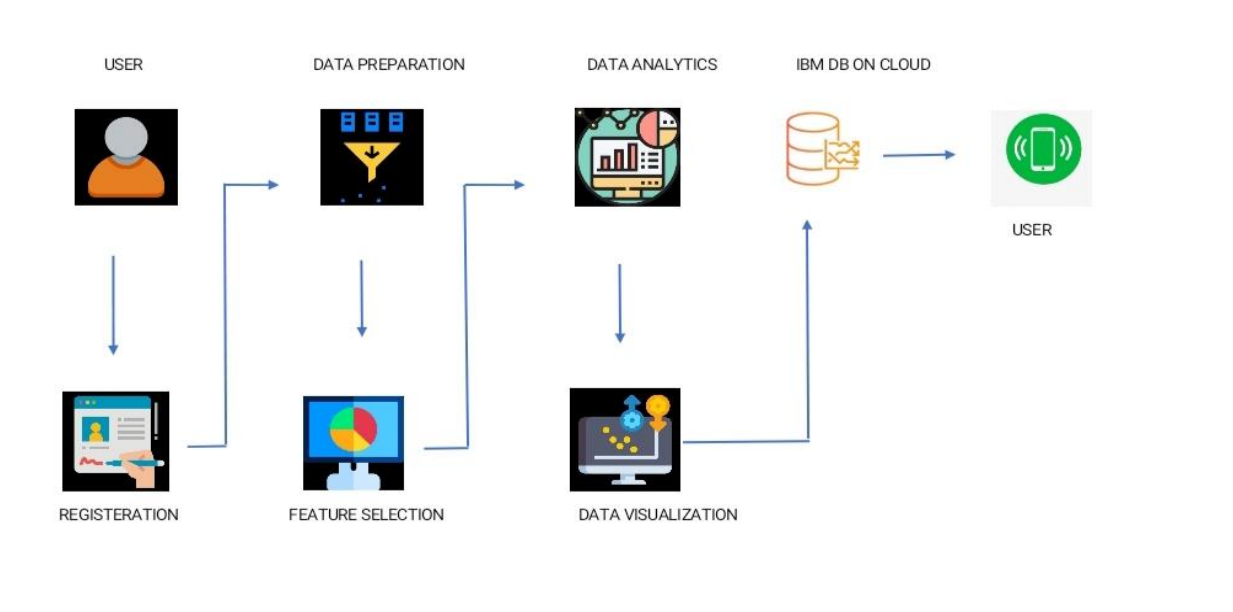 USER
DATA PREPARATION
DATA ANALYTICS
IBM DB ON CLOUD
USER
REGISTERATION
FEATURE SELECTION
DATA VISUALIZATION